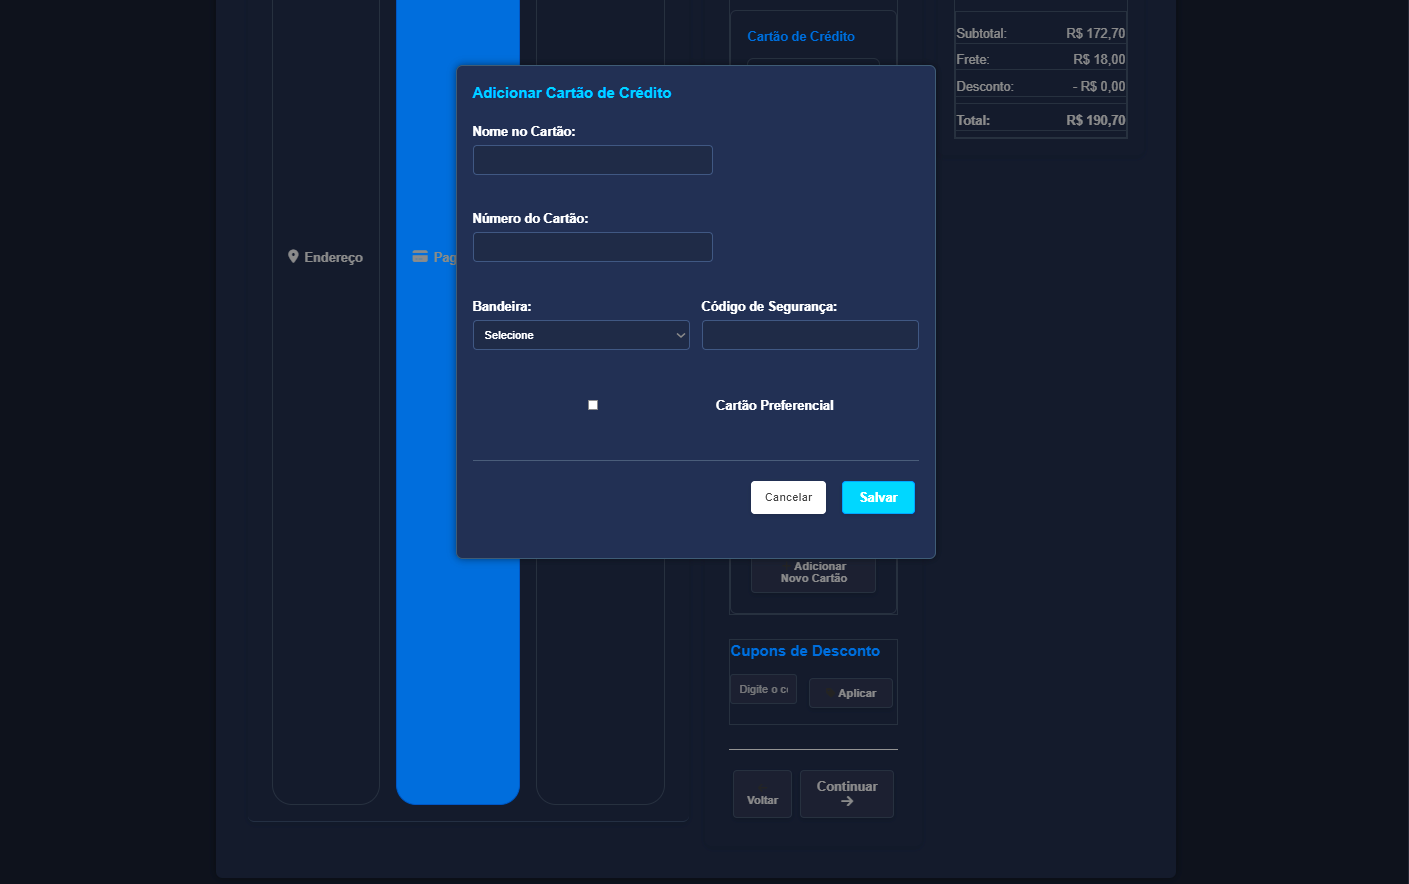 Cartão de Crédito
Subtotal: R$ 172,70
Frete: R$ 18,00
Desconto: - R$ 0,00
Total: R$ 190,70
Endereço
Pag
Adicionar Cartão de Crédito
Nome no Cartão:
Número do Cartão:
Bandeira: Código de Segurança:
Selecione
Cartão Preferencial
Cancelar Salvar
Adicionar
Novo Cartão
Cupons de Desconto
Digite o có Aplicar
Voltar
Continuar